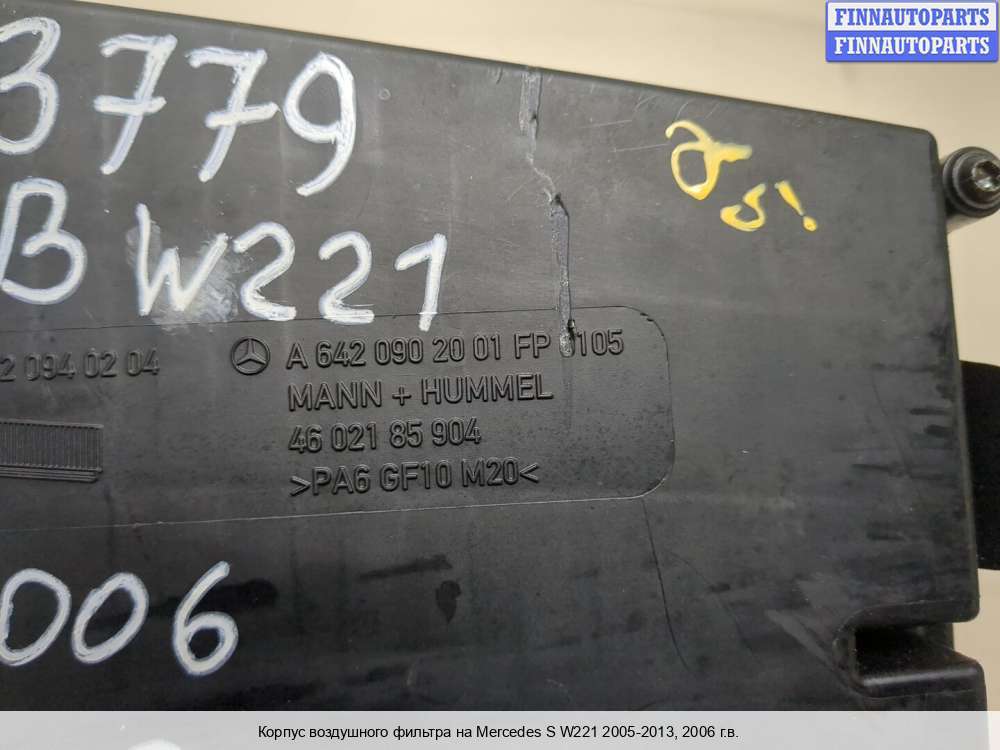 FINNAUTOPARTS
FINNAUTOPARTS
3779
B W221
2 094 02 04
A 642 090 20 01 FP 0105
MANN + HUMMEL
46 021 85 904
>PA6 GF10 M20<
006
Корпус воздушного фильтра на Mercedes S W221 2005-2013, 2006 г.в.